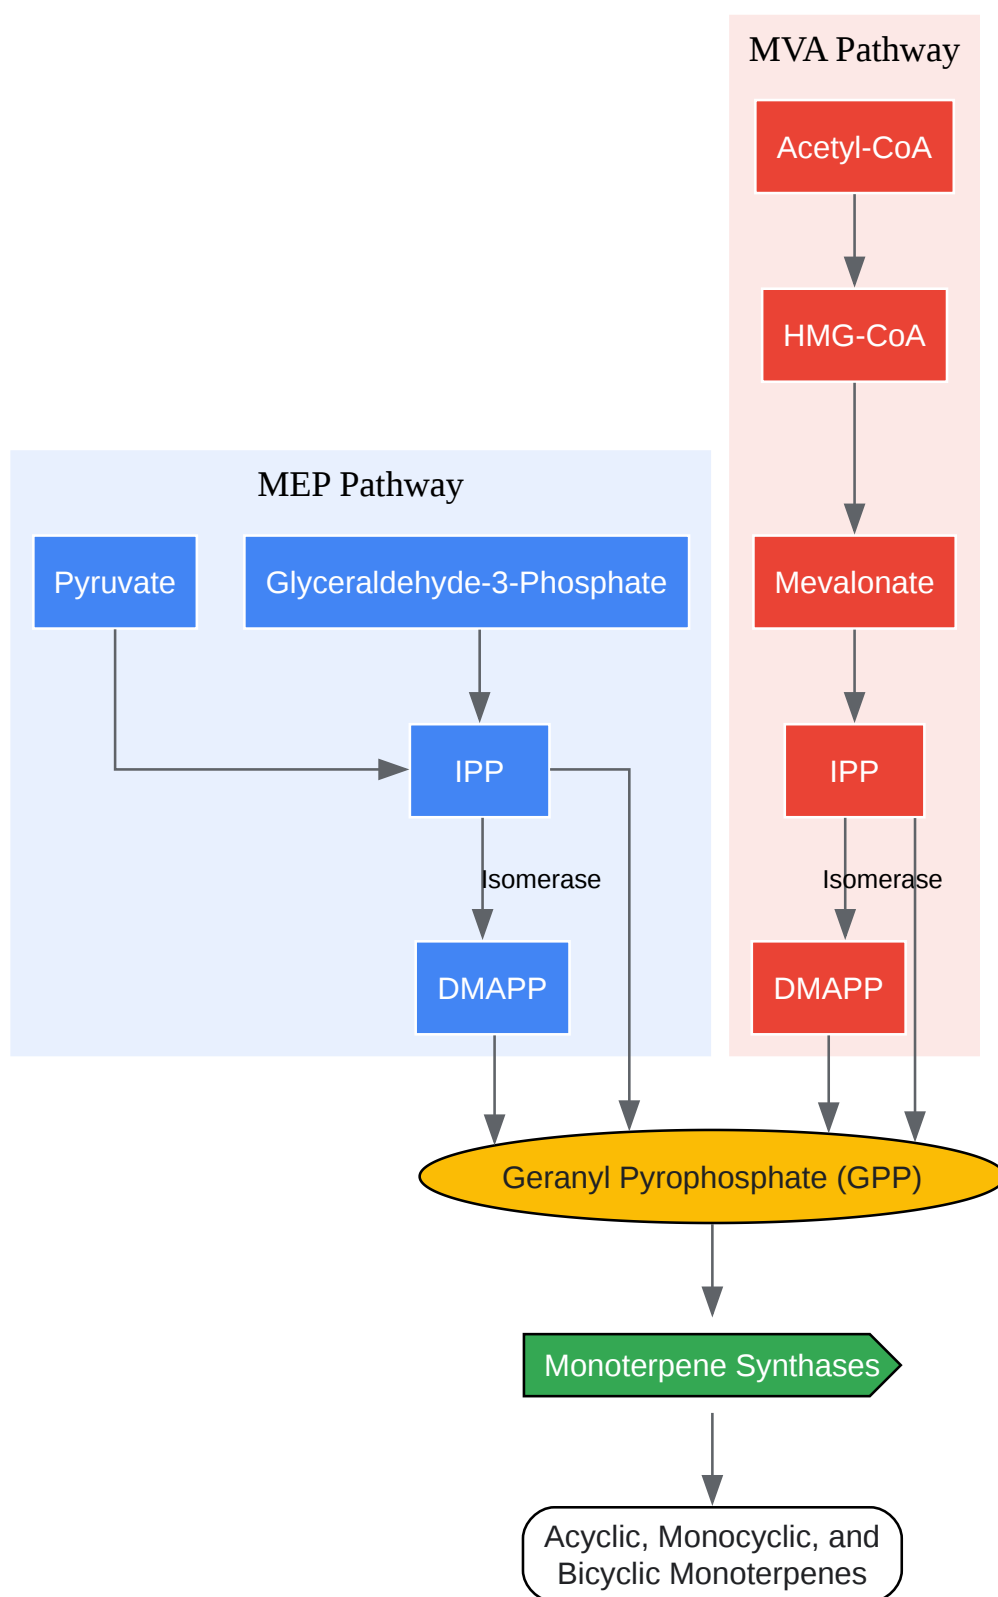 MVA Pathway
Acetyl-CoA
HMG-CoA
MEP Pathway
Pyruvate
Glyceraldehyde-3-Phosphate
Mevalonate
IPP
IPP
Isomerase
Isomerase
DMAPP
DMAPP
Geranyl Pyrophosphate (GPP)
Monoterpene Synthases
Acyclic, Monocyclic, and
Bicyclic Monoterpenes